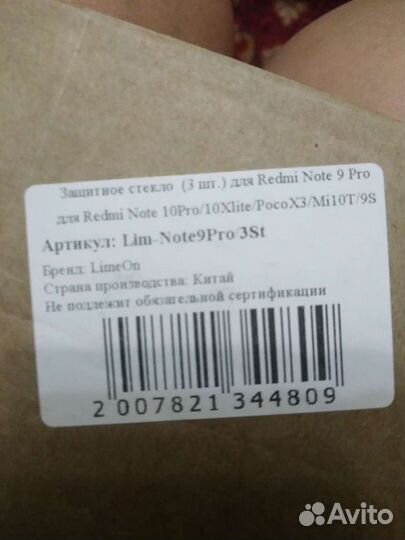 Защитное стекло (3 шт.) для Redmi Note 9 Pro
для Redmi Note 10Pro/10Xlite/PocoX3/Mi10T/9S
Артикул: Lim-Note9Pro/3St
Бренд: LimeOn
Страна производства: Китай
Не подлежит обязательной сертификации
2 007821 344809
Avito